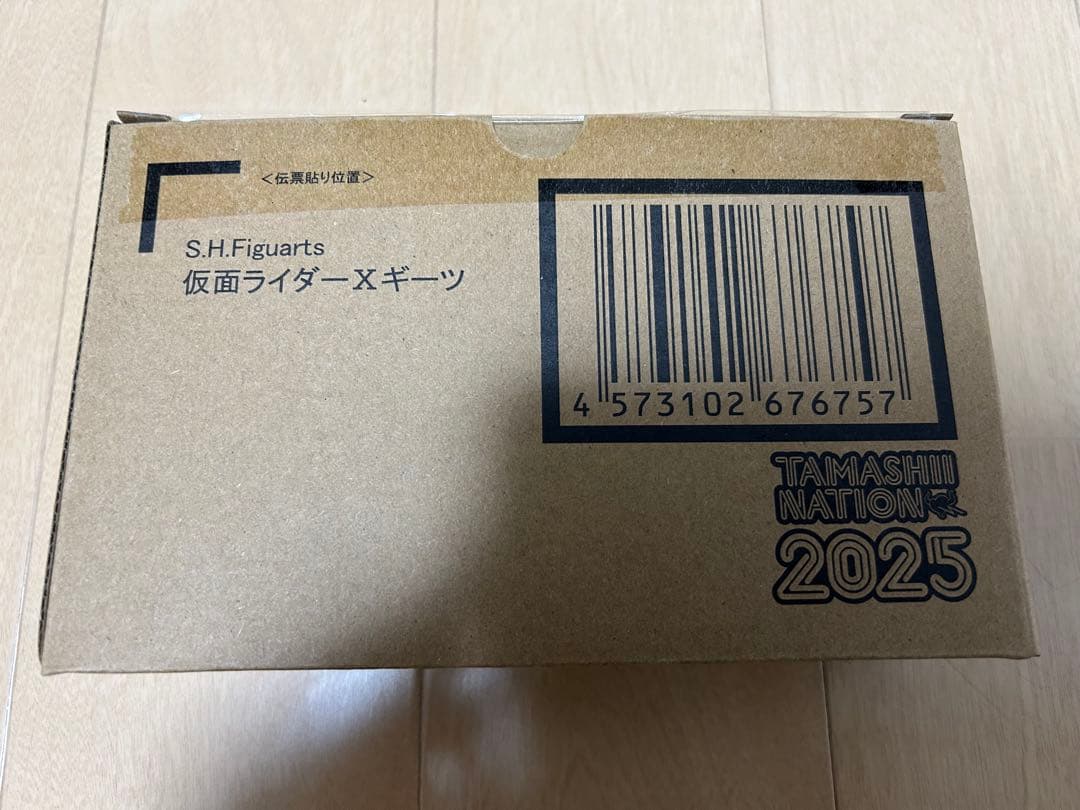 <伝票貼り位置>
S.H.Figuarts
仮面ライダーXギーツ
4 573102 676757
TAMASHII
NATION
2025